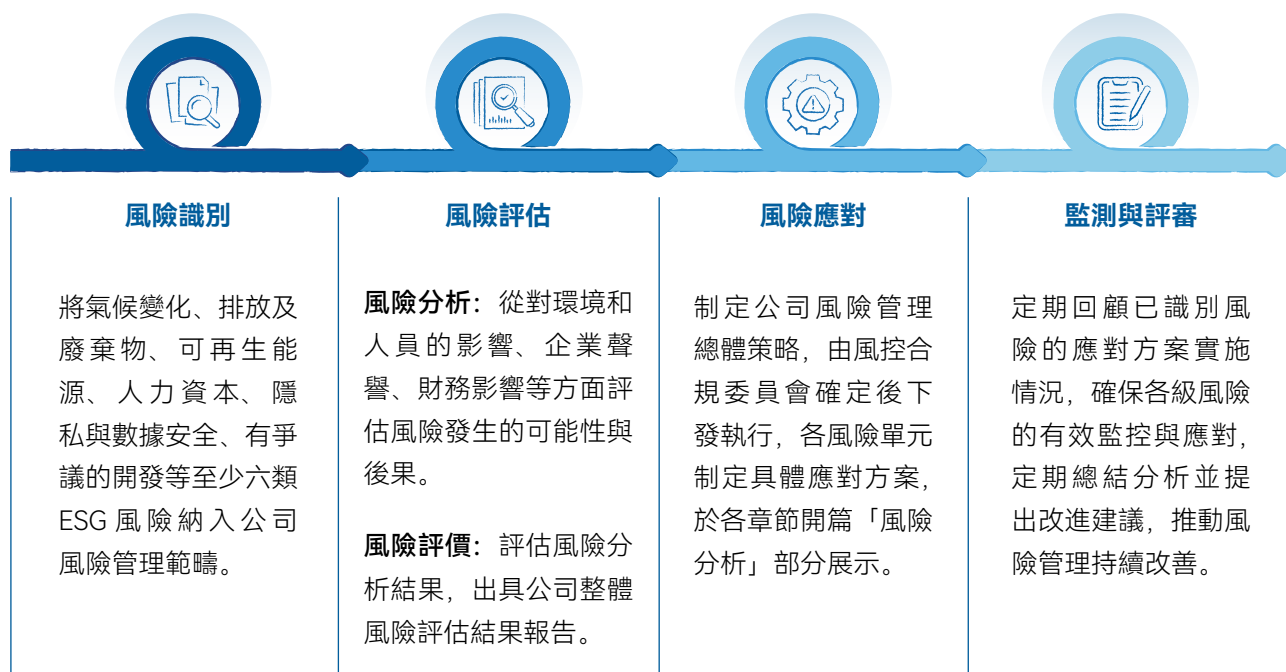 風險識別
將氣候變化、排放及
廢棄物、可再生能
源、人力資本、隱
私與數據安全、有爭
議的開發等至少六類
ESG 風險納入公司
風險管理範疇。
風險評估
風險分析：從對環境和
人員的影響、企業聲
譽、財務影響等方面評
估風險發生的可能性與
後果。
風險評價：評估風險分
析結果，出具公司整體
風險評估結果報告。
風險應對
制定公司風險管理
總體策略，由風控合
規委員會確定後下
發執行，各風險單元
制定具體應對方案，
於各章節開篇「風險
分析」部分展示。
監測與評審
定期回顧已識別風
險的應對方案實施
情況，確保各級風險
的有效監控與應對，
定期總結分析並提
出改進建議，推動風
險管理持續改善。